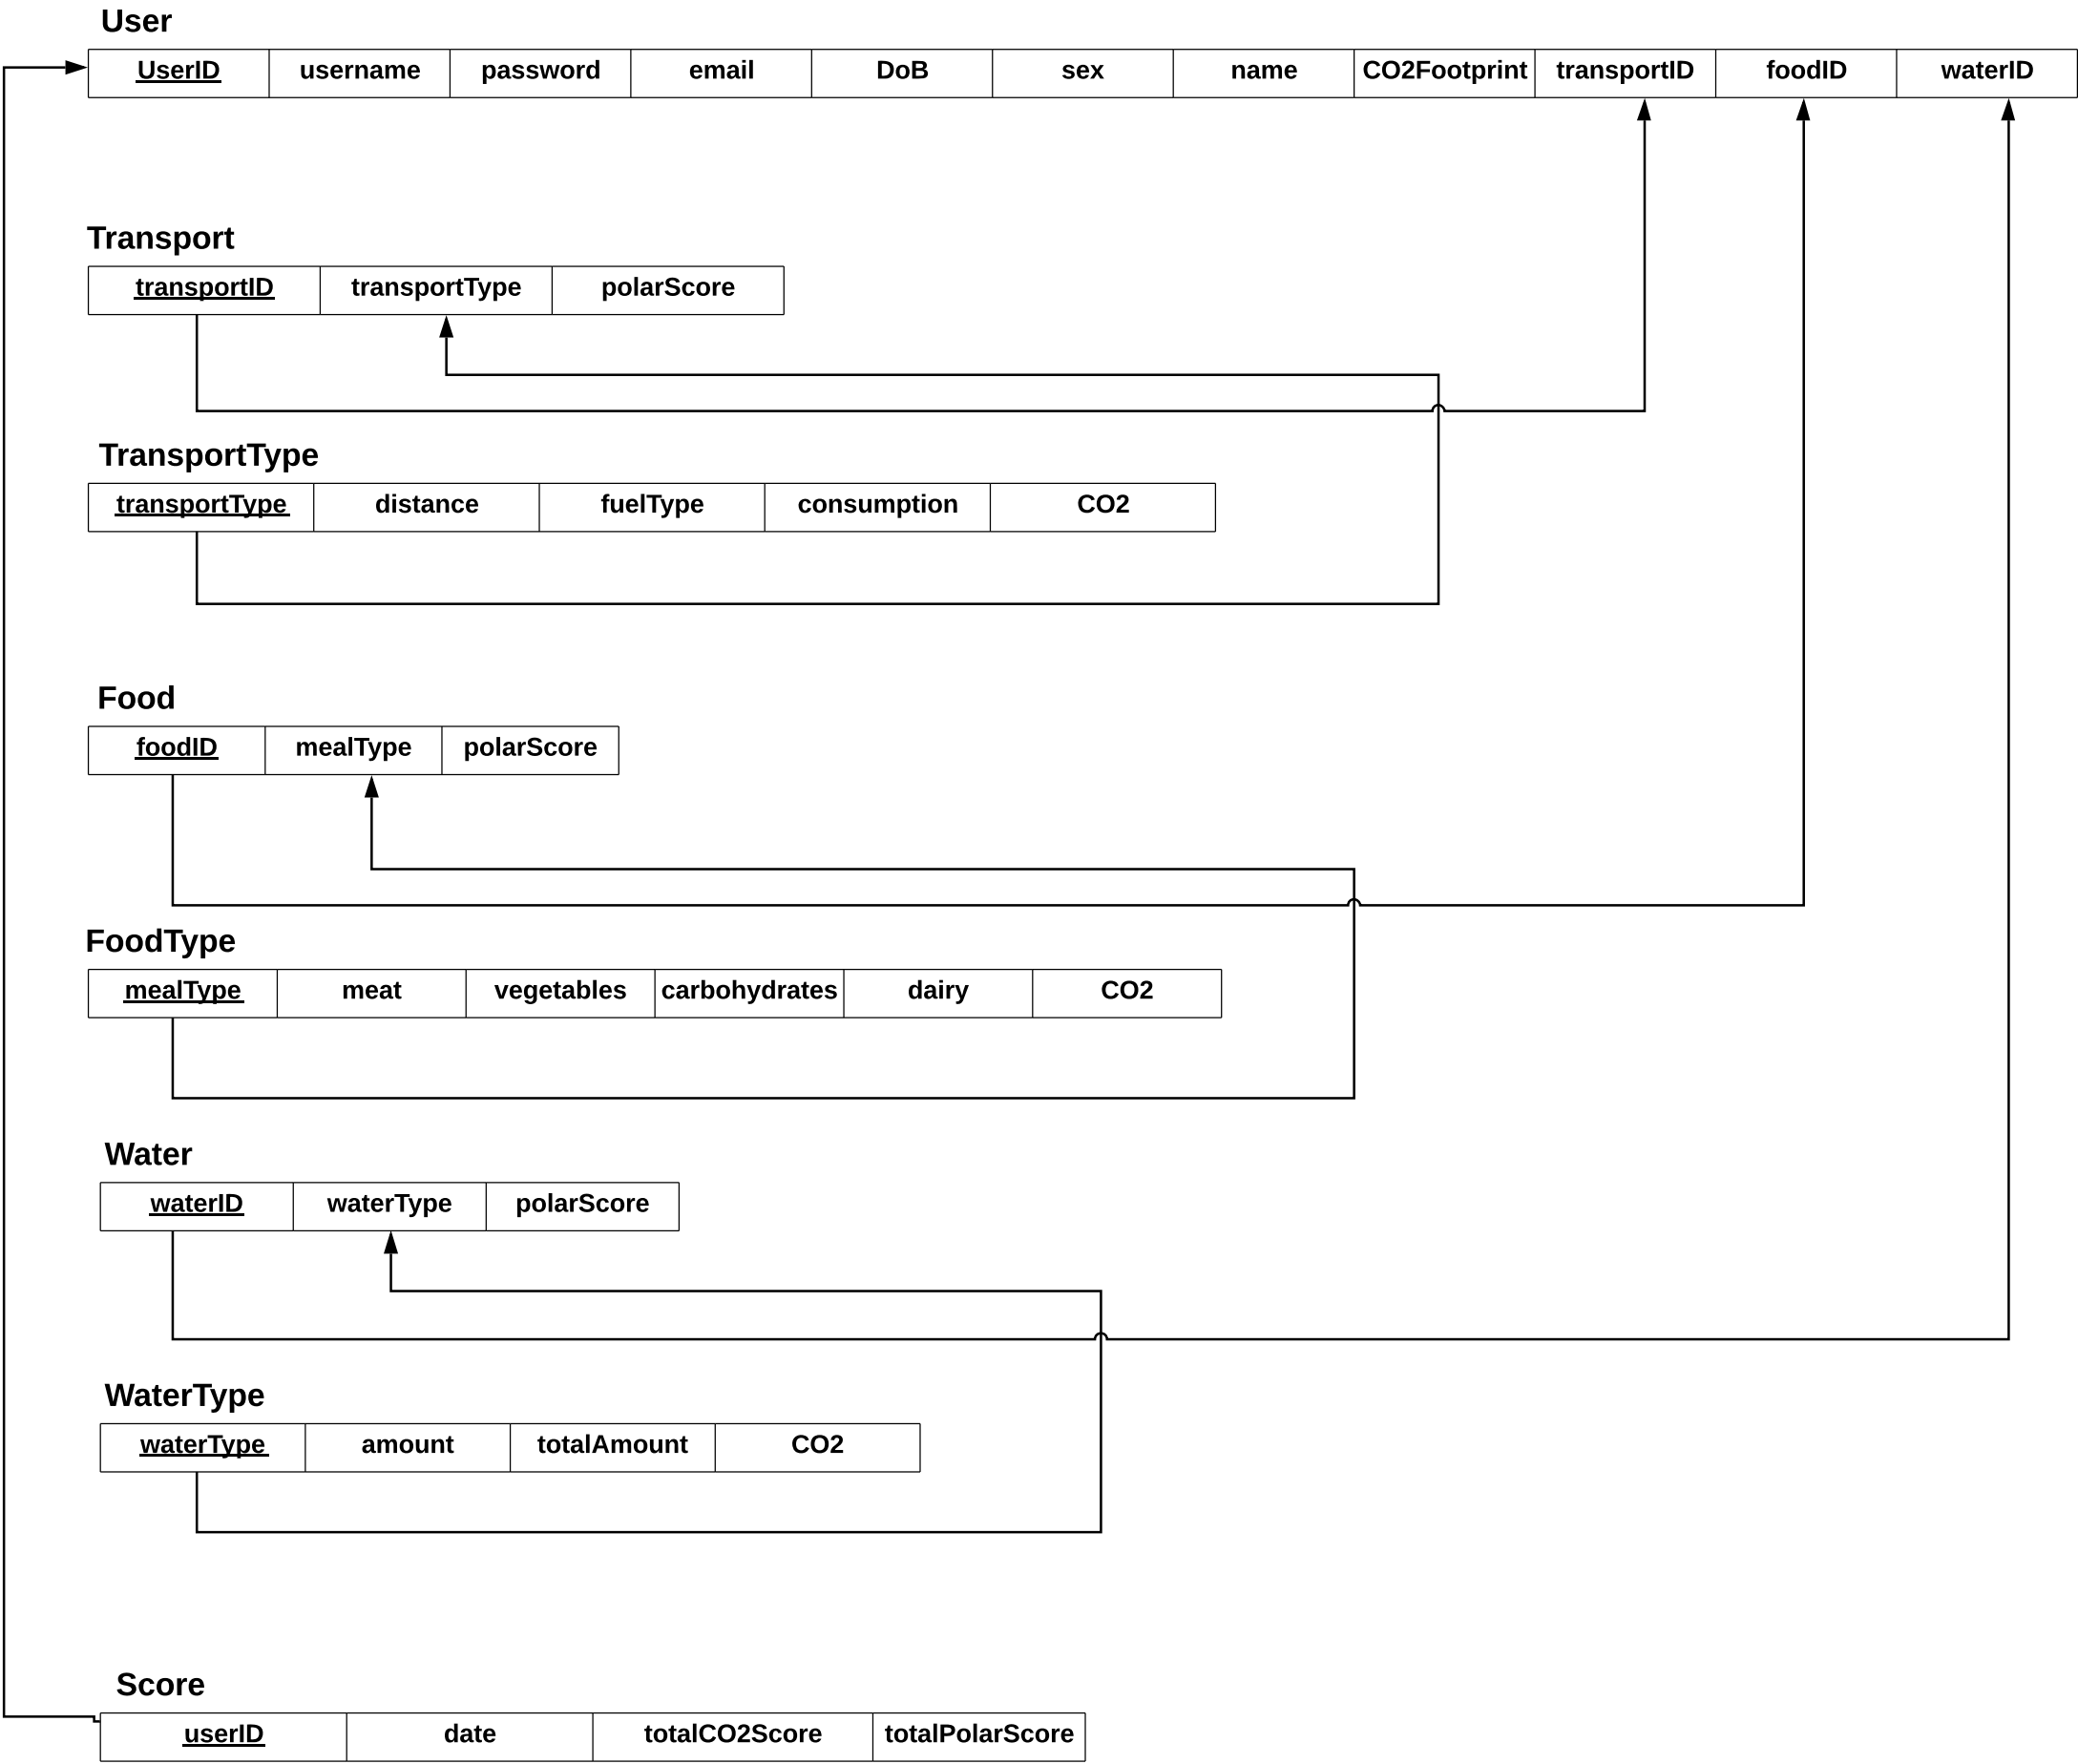 User
UserID username password email DoB sex name CO2Footprint transportID foodID waterID
Transport
transportID transportType polarScore
TransportType
transportType distance fuelType consumption CO2
Food
foodID mealType polarScore
FoodType
mealType meat vegetables carbohydrates dairy CO2
Water
waterID waterType polarScore
WaterType
waterType amount totalAmount CO2
Score
userID date totalCO2Score totalPolarScore